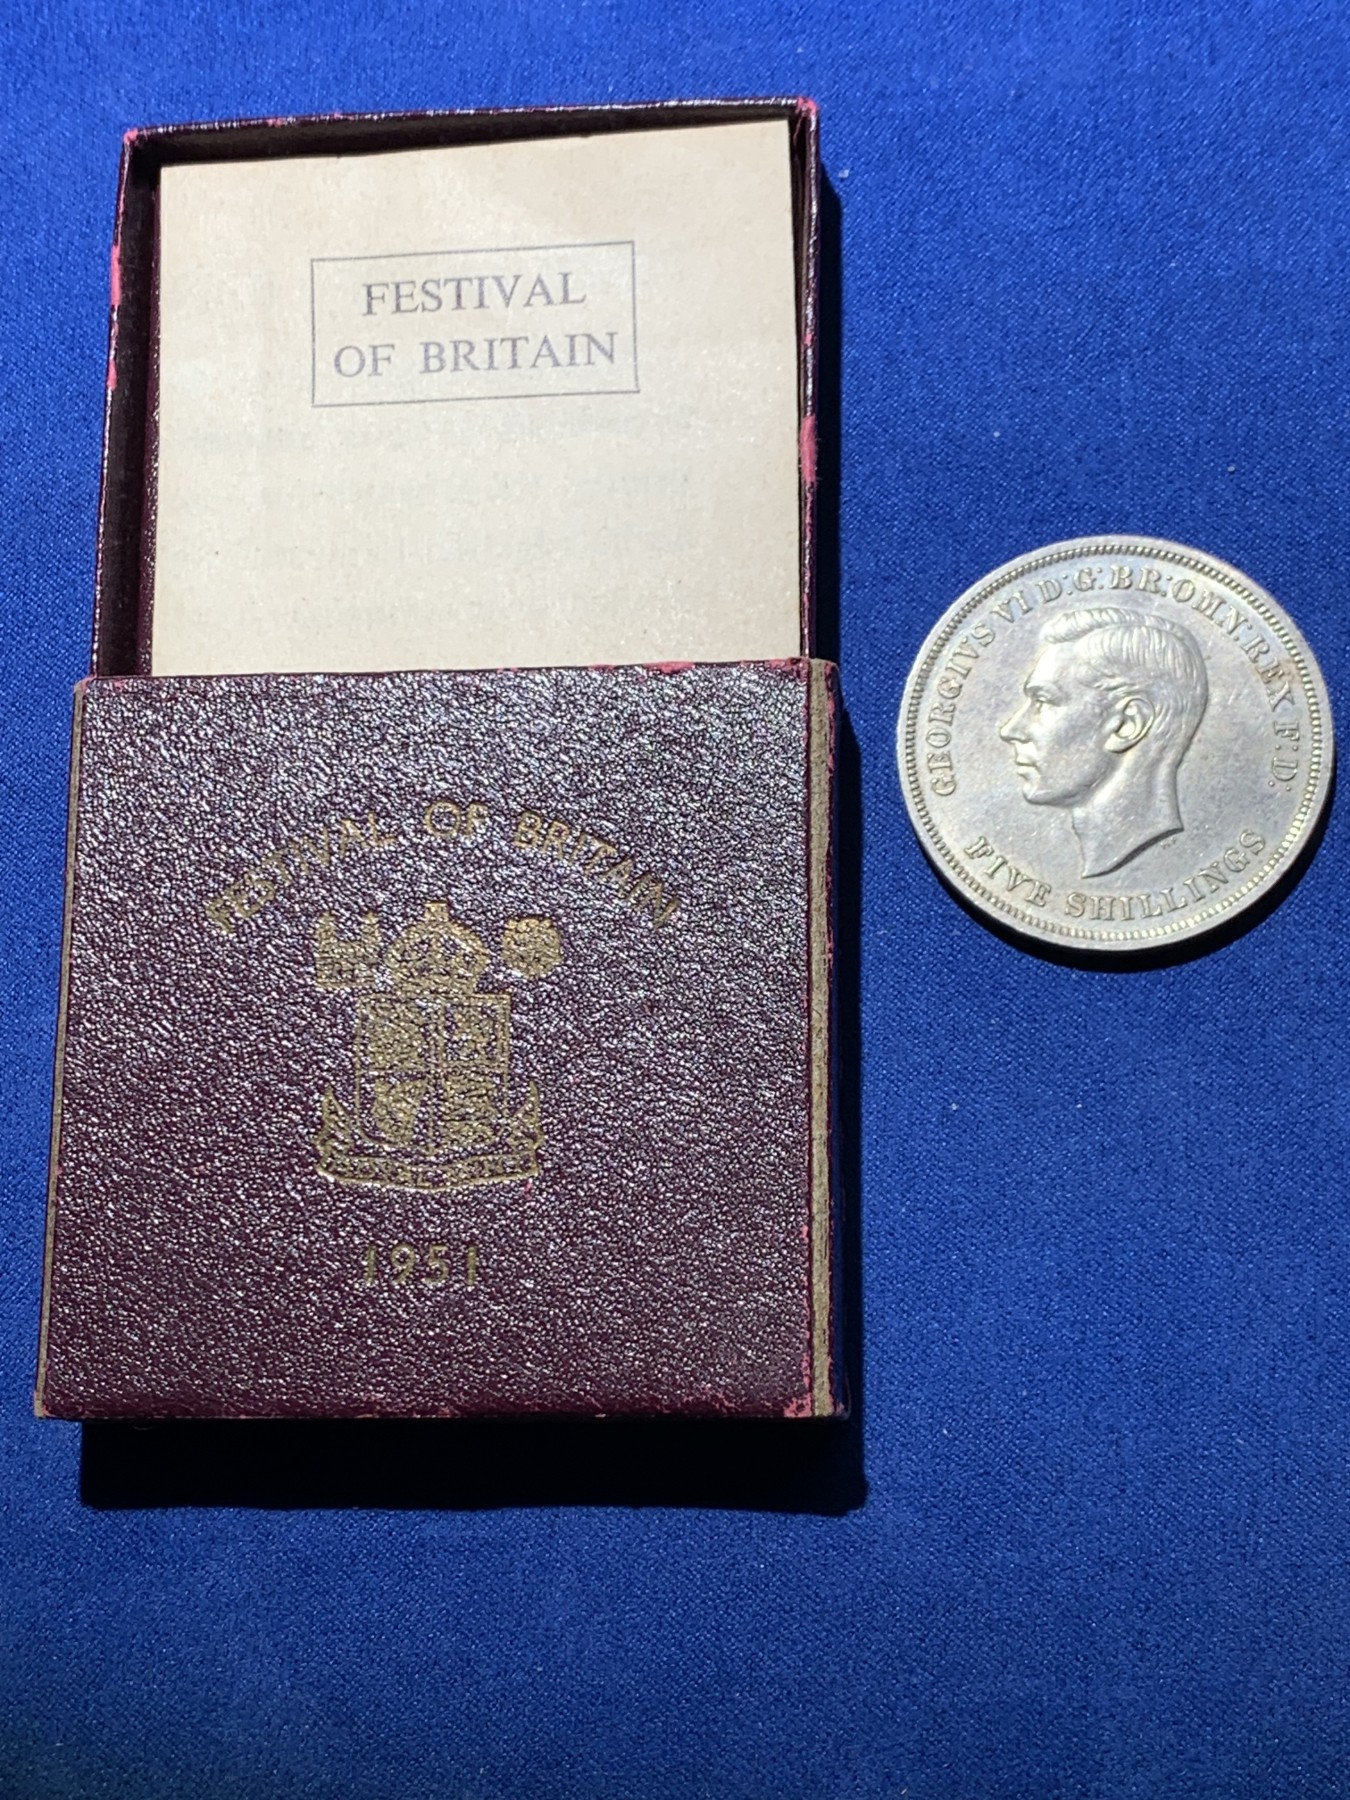 FESTIVAL
OF BRITAIN
FESTIVAL OF BRITAIN
1951
GEORGIVS VI D:G:BR:OMN:REX F:D:
FIVE SHILLINGS